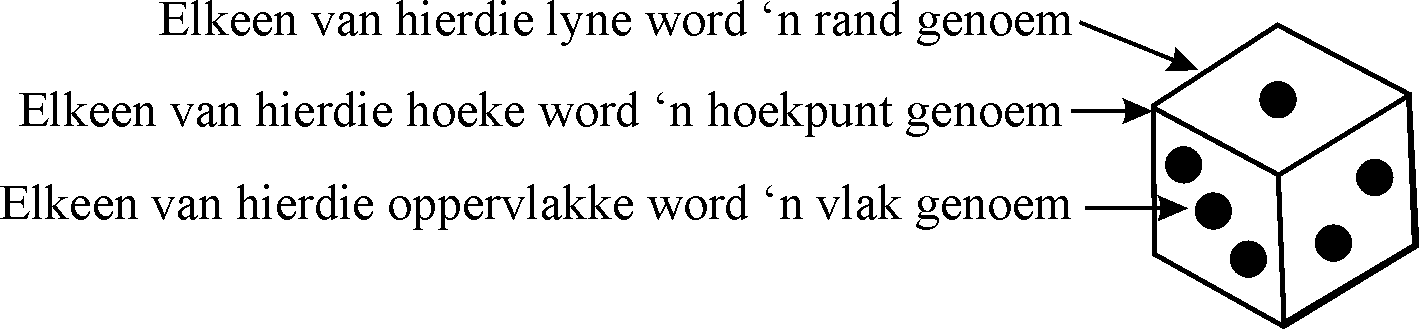 Elkeen van hierdie lyne word ‘n rand genoem
Elkeen van hierdie hoeke word ‘n hoekpunt genoem
Elkeen van hierdie oppervlakke word ‘n vlak genoem